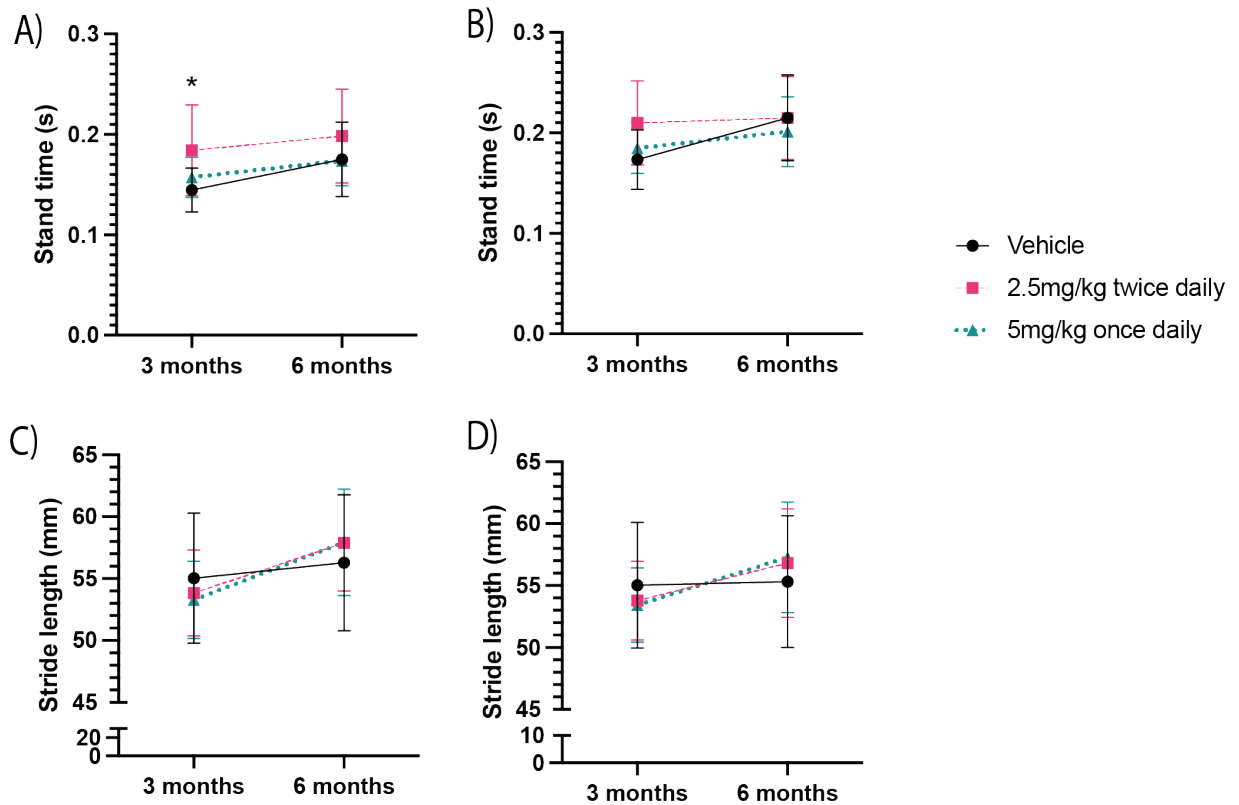 A)
0.3
0.2
0.1
0.0
Stand time (s)
*
3 months
6 months
B)
0.3
0.2
0.1
0.0
Stand time (s)
3 months
6 months
Vehicle
2.5mg/kg twice daily
5mg/kg once daily
C)
65
60
55
50
45
20
0
Stride length (mm)
3 months
6 months
D)
65
60
55
50
45
10
0
Stride length (mm)
3 months
6 months